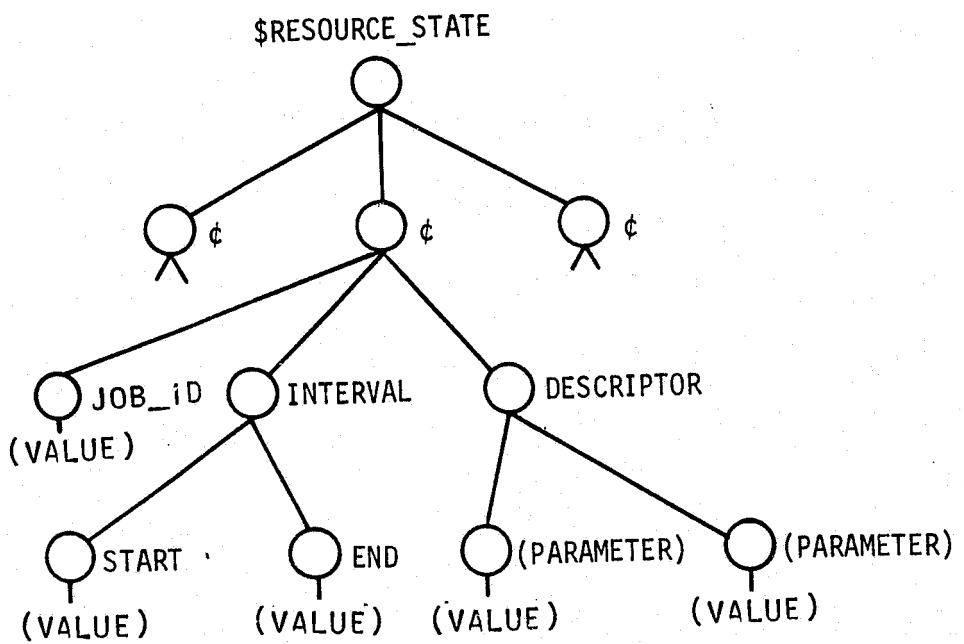 $RESOURCE_STATE
¢ ¢ ¢
JOB_iD INTERVAL DESCRIPTOR
(VALUE)
START END (PARAMETER) (PARAMETER)
(VALUE) (VALUE) (VALUE) (VALUE)